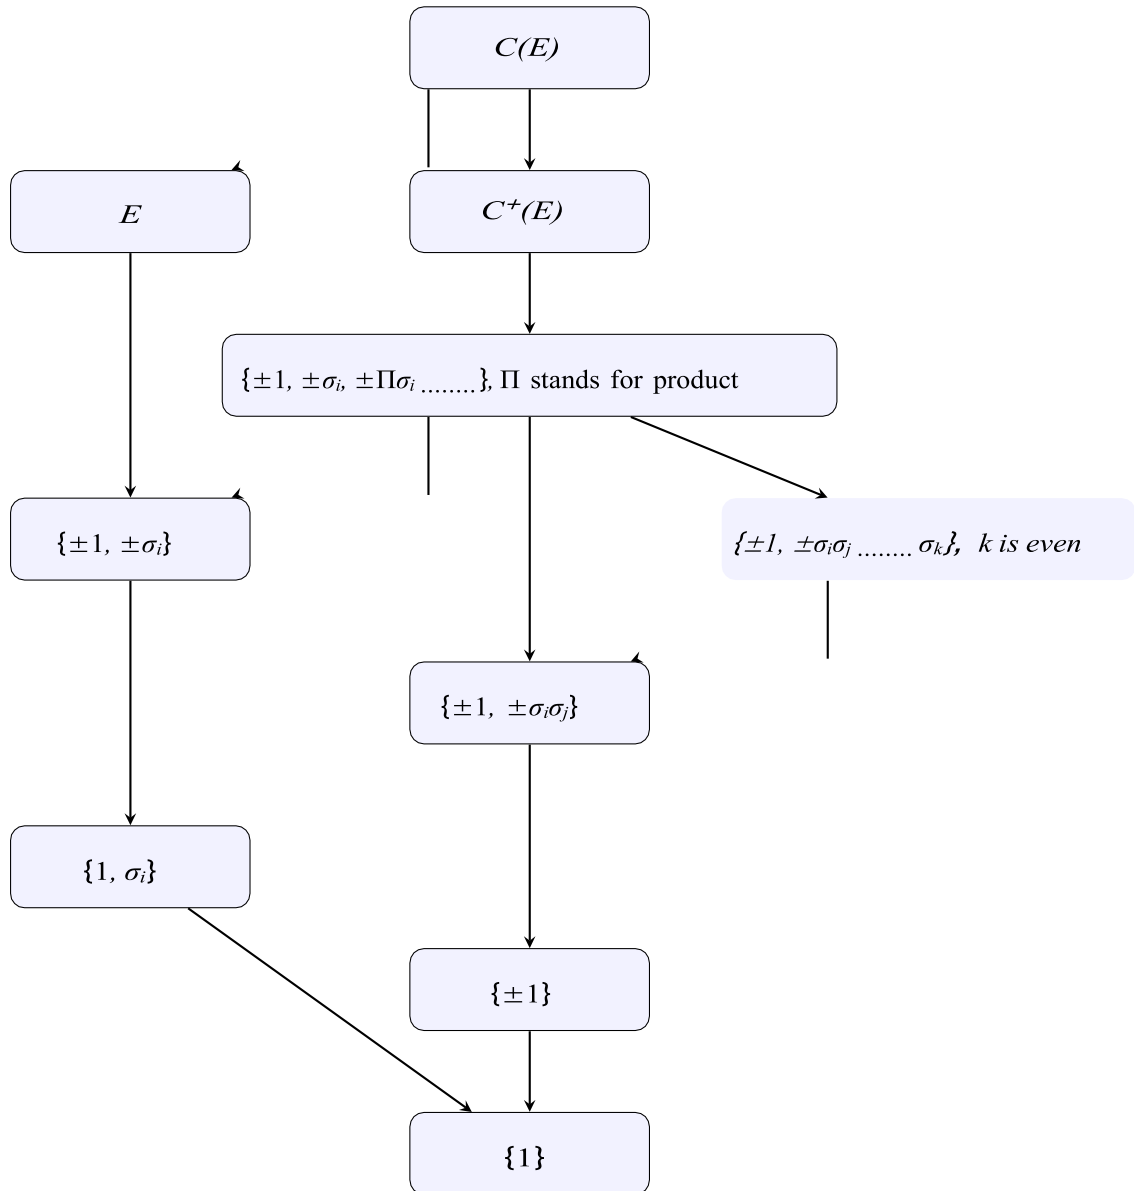 C(E)
E
C⁺(E)
{±1, ±σᵢ, ±Πσᵢ ........}, Π stands for product
{±1, ±σᵢ}
{±1, ±σᵢσⱼ ........ σₖ}, k is even
{±1, ±σᵢσⱼ}
{1, σᵢ}
{±1}
{1}